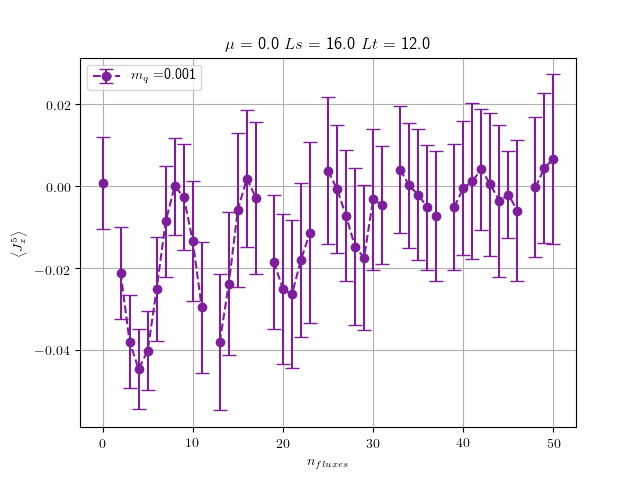 μ = 0.0 Ls = 16.0 Lt = 12.0
m_q =0.001
0.02
0.00
−0.02
−0.04
⟨J_z^5⟩
0 10 20 30 40 50
n_fluxes